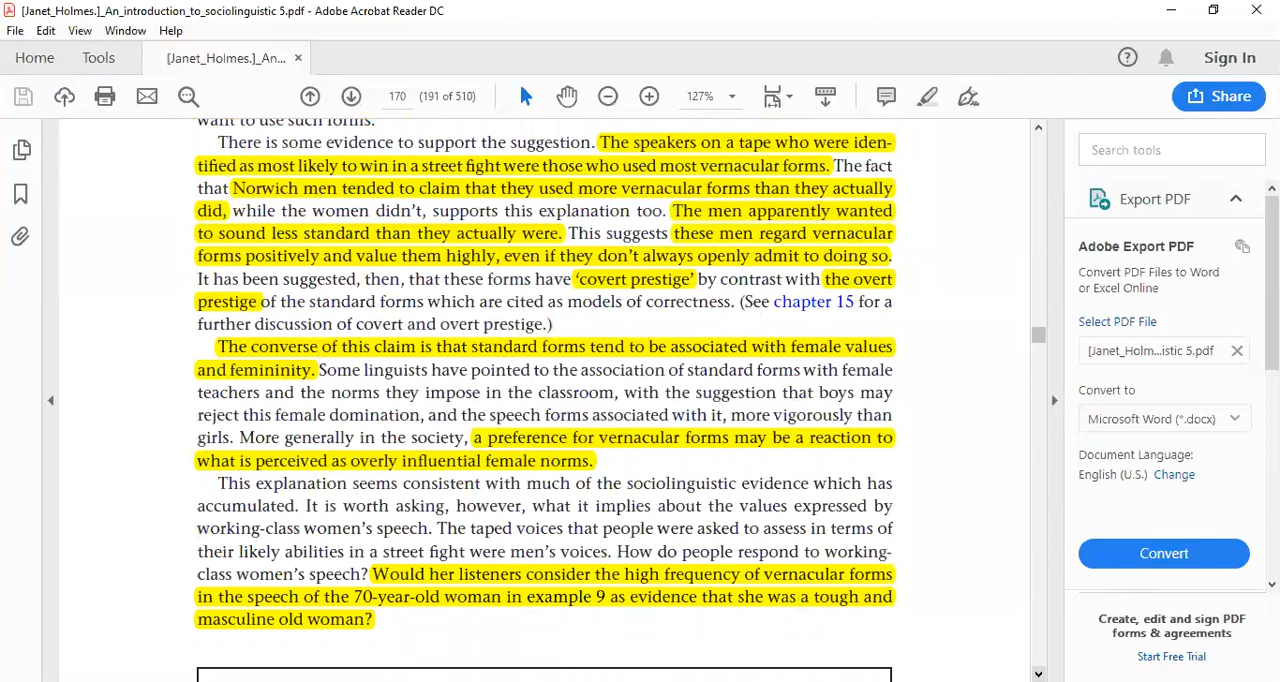 [Janet_Holmes.]_An_introduction_to_sociolinguistic 5.pdf - Adobe Acrobat Reader DC
File Edit View Window Help
Home Tools [Janet_Holmes.]_An... × Sign In
170 (191 of 510) 127% Share
want to use such forms.
There is some evidence to support the suggestion. The speakers on a tape who were iden-
tified as most likely to win in a street fight were those who used most vernacular forms. The fact
that Norwich men tended to claim that they used more vernacular forms than they actually
did, while the women didn't, supports this explanation too. The men apparently wanted
to sound less standard than they actually were. This suggests these men regard vernacular
forms positively and value them highly, even if they don't always openly admit to doing so.
It has been suggested, then, that these forms have 'covert prestige' by contrast with the overt
prestige of the standard forms which are cited as models of correctness. (See chapter 15 for a
further discussion of covert and overt prestige.)
The converse of this claim is that standard forms tend to be associated with female values
and femininity. Some linguists have pointed to the association of standard forms with female
teachers and the norms they impose in the classroom, with the suggestion that boys may
reject this female domination, and the speech forms associated with it, more vigorously than
girls. More generally in the society, a preference for vernacular forms may be a reaction to
what is perceived as overly influential female norms.
This explanation seems consistent with much of the sociolinguistic evidence which has
accumulated. It is worth asking, however, what it implies about the values expressed by
working-class women's speech. The taped voices that people were asked to assess in terms of
their likely abilities in a street fight were men's voices. How do people respond to working-
class women's speech? Would her listeners consider the high frequency of vernacular forms
in the speech of the 70-year-old woman in example 9 as evidence that she was a tough and
masculine old woman?
Search tools
Export PDF
Adobe Export PDF
Convert PDF Files to Word
or Excel Online
Select PDF File
[Janet_Holm...istic 5.pdf
Convert to
Microsoft Word (*.docx)
Document Language:
English (U.S.) Change
Convert
Create, edit and sign PDF
forms & agreements
Start Free Trial